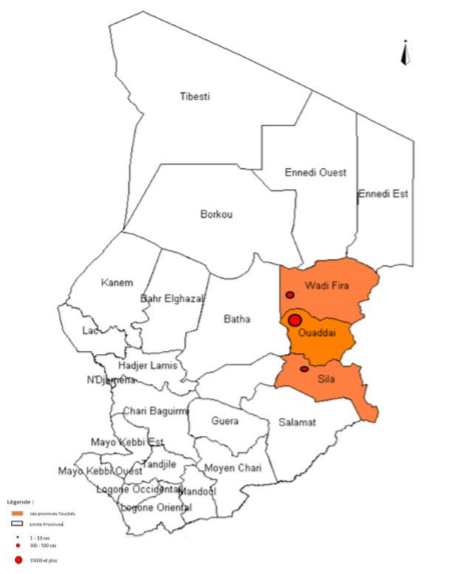 Tibesti
Ennedi Ouest
Ennedi Est
Borkou
Kanem
Wadi Fira
Bahr Elghazal
Batha
Lac
Ouaddai
Hadjer Lamis
N'Djamena
Sila
Chari Baguirmi
Guera
Salamat
Mayo Kebbi Est
Tandjile
Moyen Chari
Mayo Kebbi Ouest
Logone Occidental
Mandoul
Logone Oriental
Légende :
Les provinces Touchés
Limite Province
1 - 10 cas
300 - 500 cas
15000 et plus